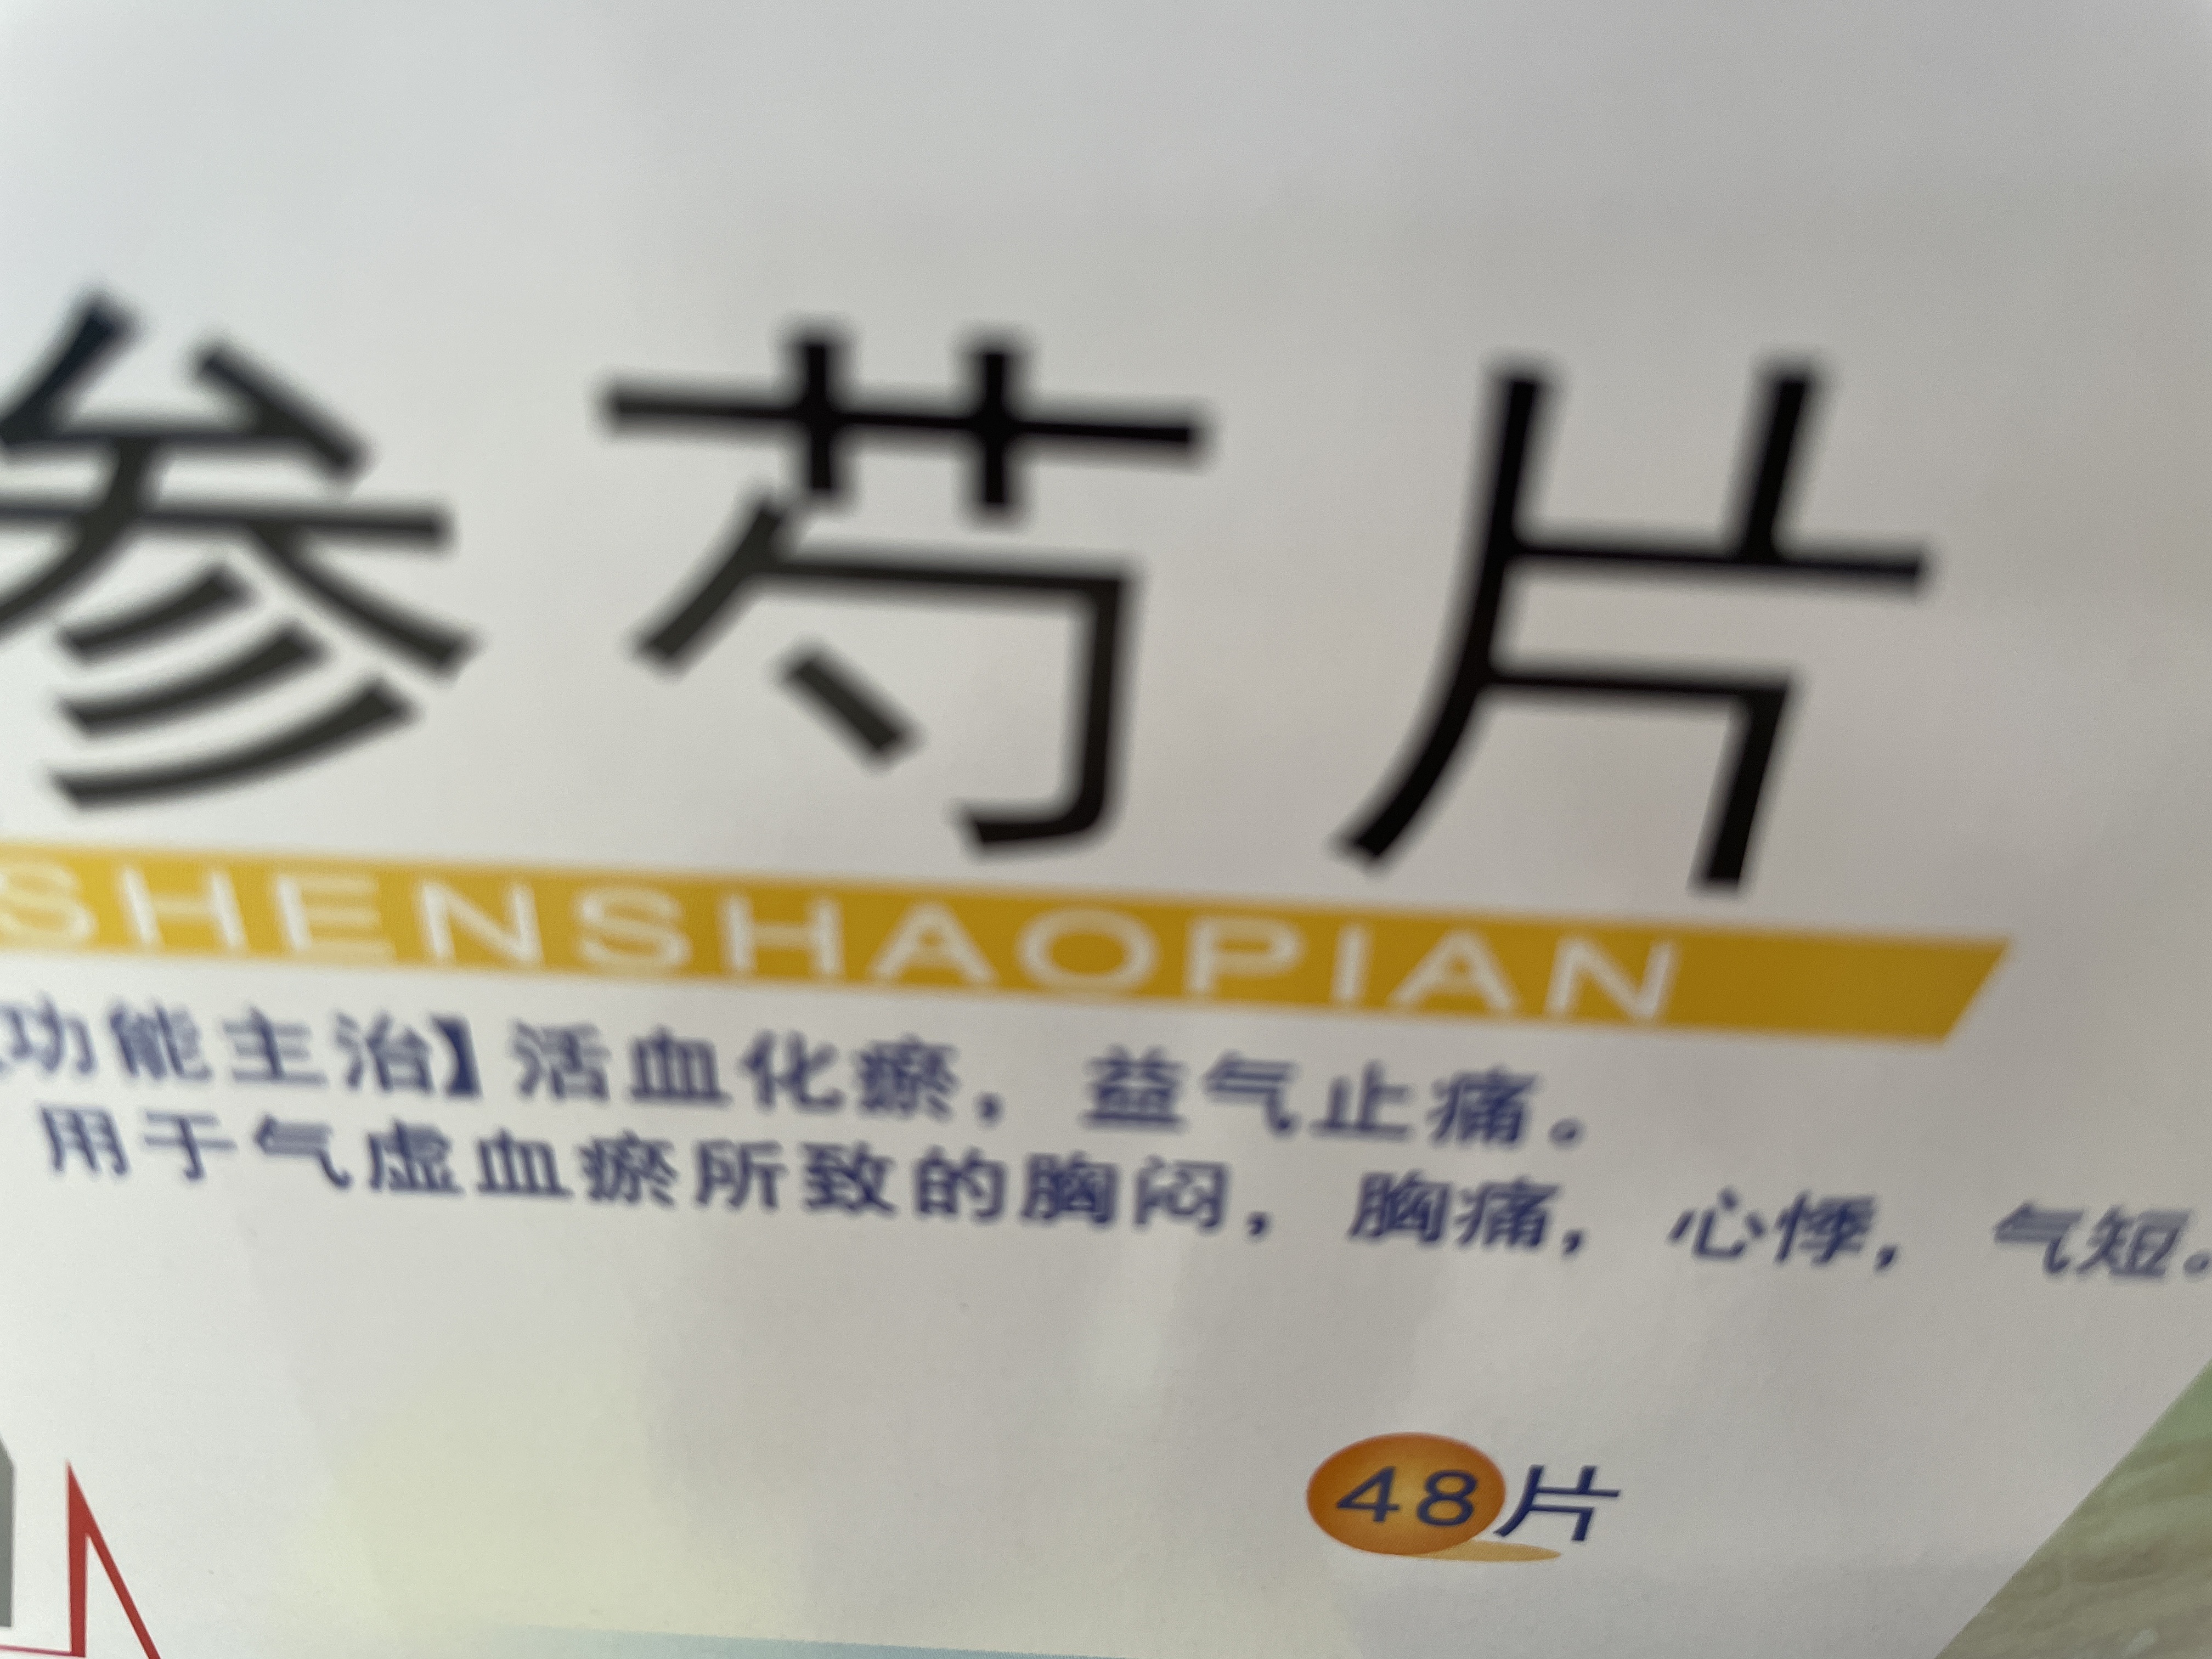 参芍片
SHENSHAOPIAN
【功能主治】活血化瘀，益气止痛。
用于气虚血瘀所致的胸闷，胸痛，心悸，气短。
48片